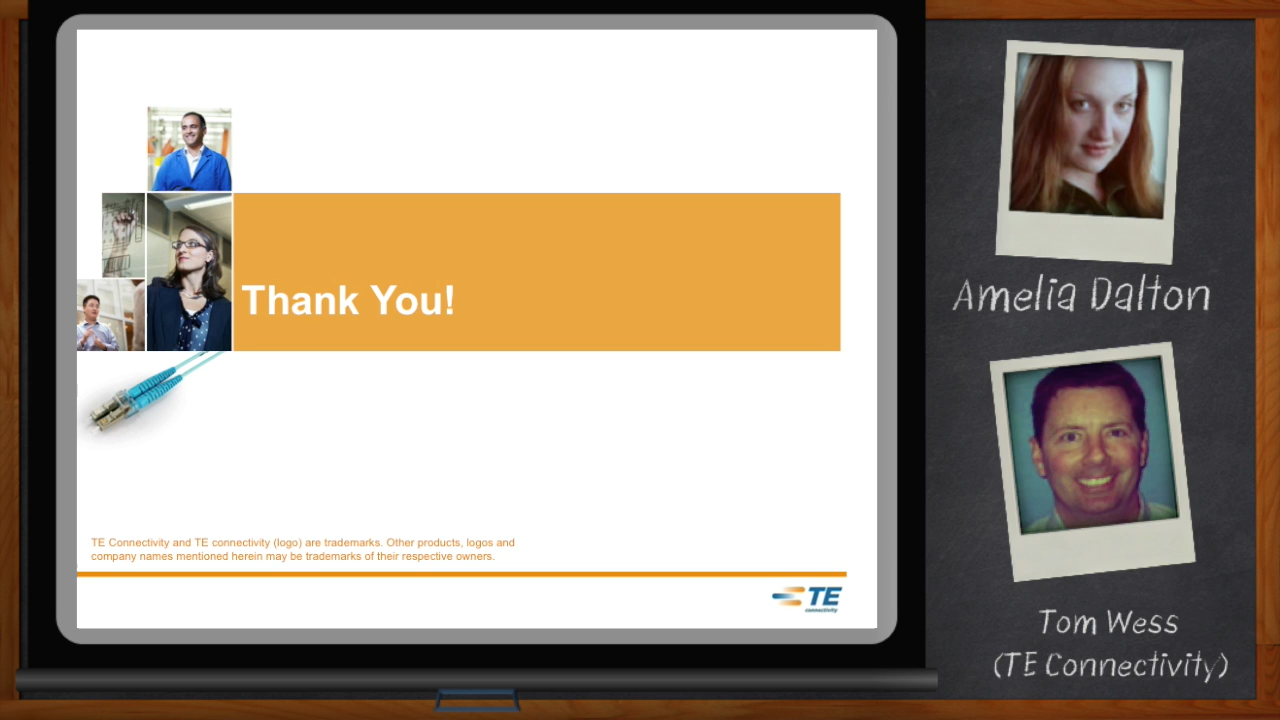 Thank You!
TE Connectivity and TE connectivity (logo) are trademarks. Other products, logos and
company names mentioned herein may be trademarks of their respective owners.
TE
connectivity
Amelia Dalton
Tom Wess
(TE Connectivity)